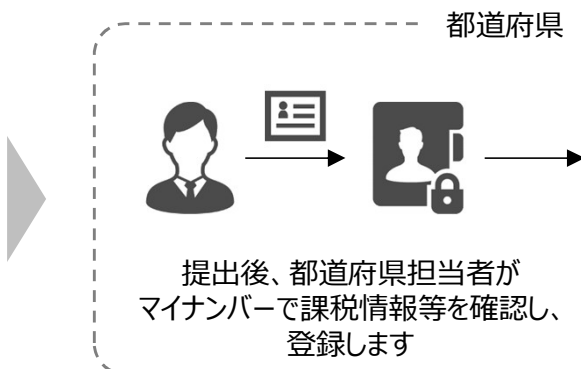 都道府県
提出後、都道府県担当者が
マイナンバーで課税情報等を確認し、
登録します